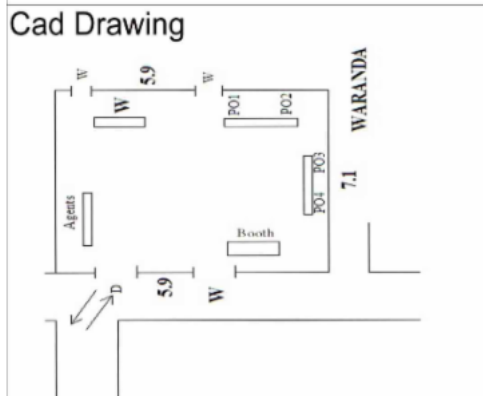 Cad Drawing
W
5.9
W
WARANDA
W
PO1
PO2
PO3
PO4
7.1
Agents
Booth
D
5.9
W